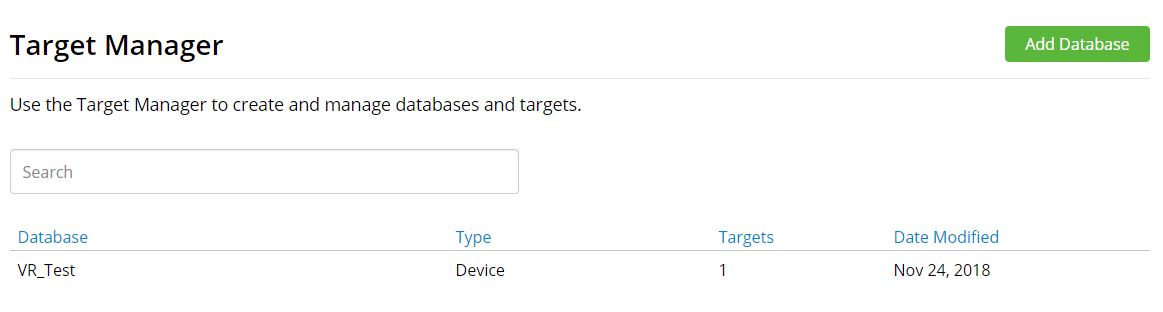 Target Manager
Add Database
Use the Target Manager to create and manage databases and targets.
Search
Database Type Targets Date Modified
VR_Test Device 1 Nov 24, 2018